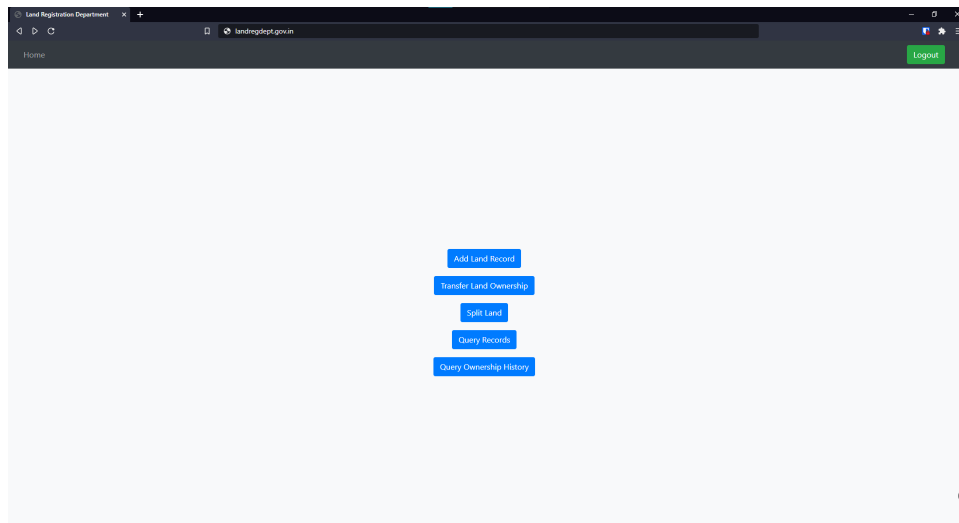 Land Registration Department
landregdept.gov.in
Home
Logout
Add Land Record
Transfer Land Ownership
Split Land
Query Records
Query Ownership History